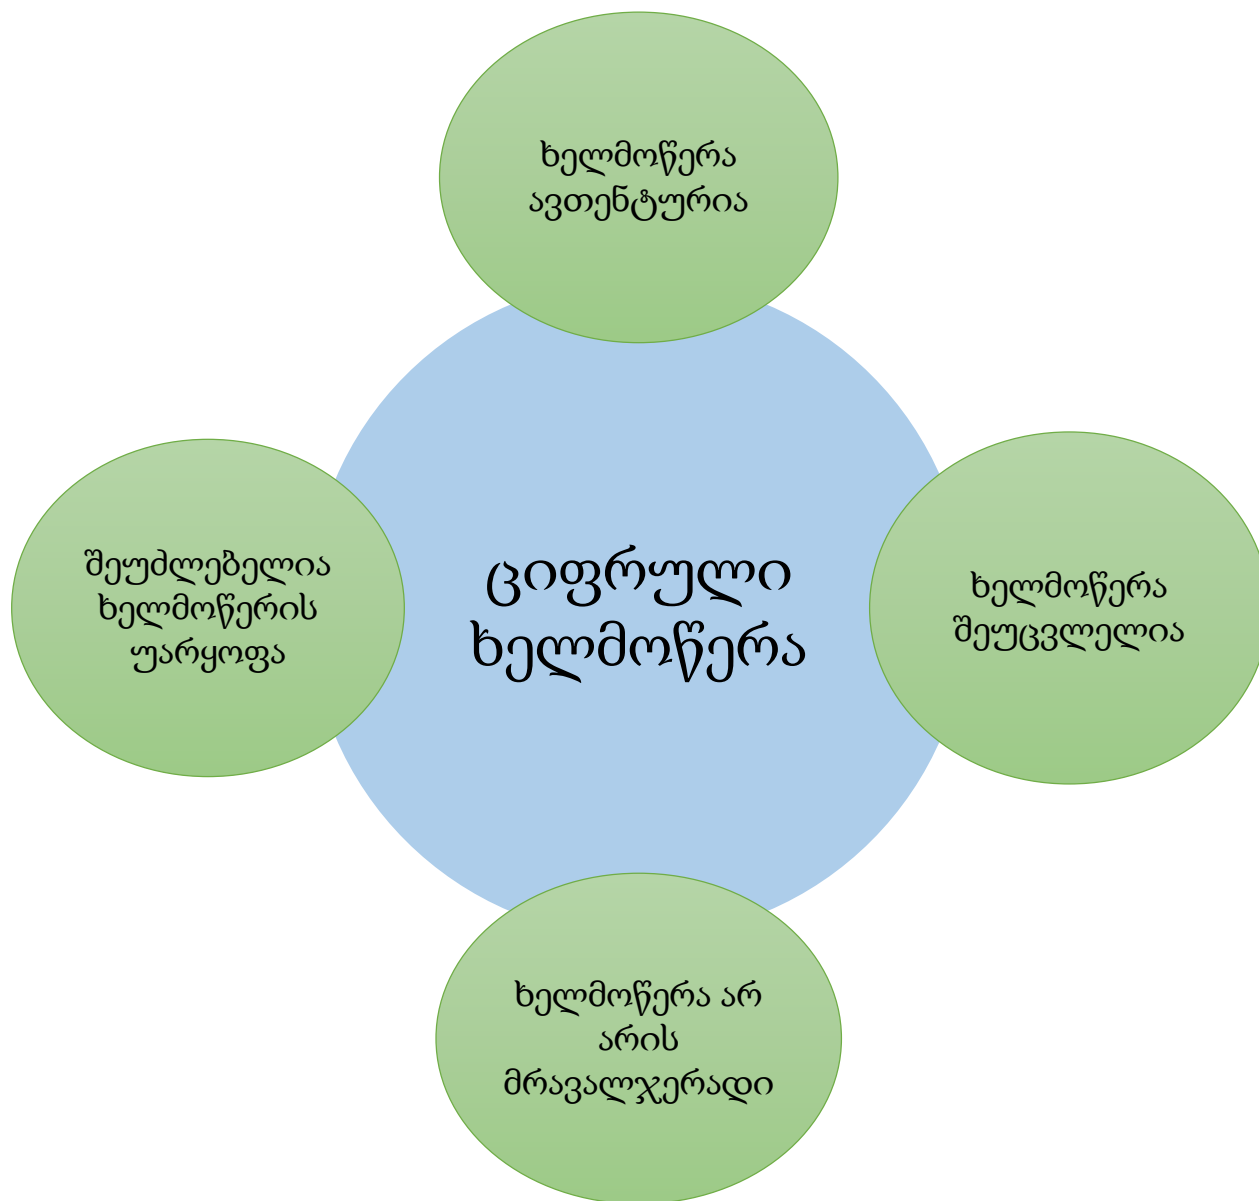 ხელმოწერა
ავთენტურია
შეუძლებელია
ხელმოწერის
უარყოფა
ციფრული
ხელმოწერა
ხელმოწერა
შეუცვლელია
ხელმოწერა არ
არის
მრავალჯერადი